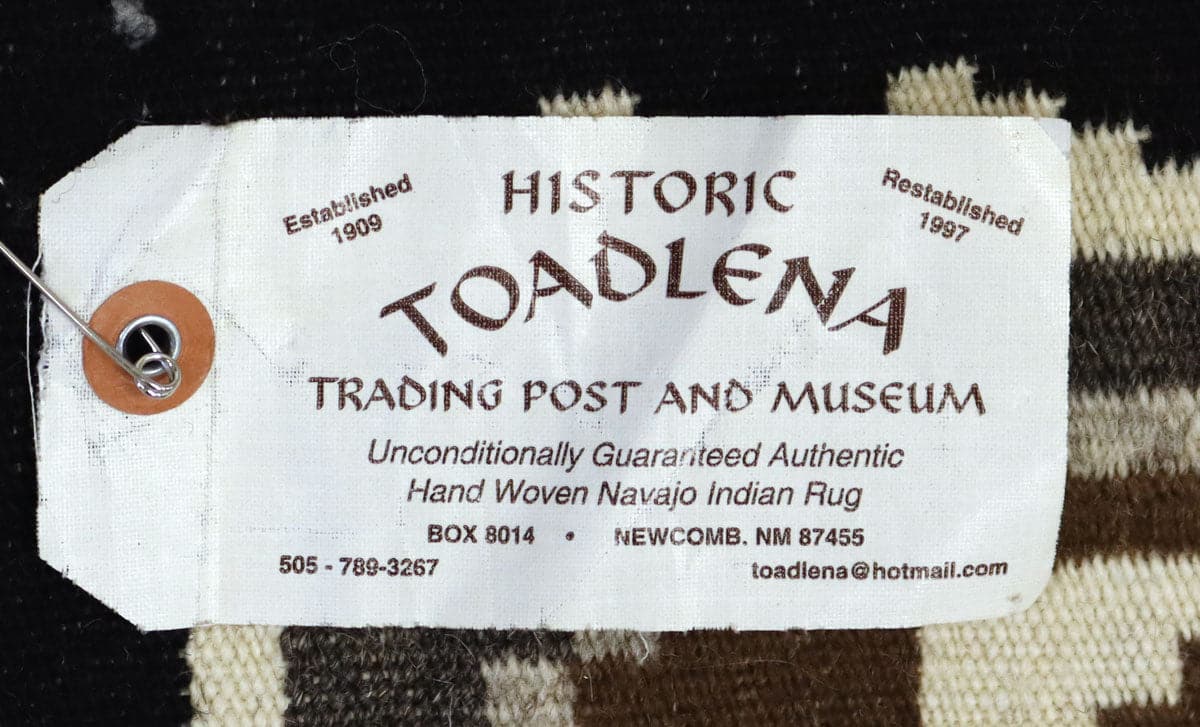 Established
1909
HISTORIC
Restablished
1997
TOADLENA
TRADING POST AND MUSEUM
Unconditionally Guaranteed Authentic
Hand Woven Navajo Indian Rug
BOX 8014 • NEWCOMB. NM 87455
505 - 789-3267 toadlena@hotmail.com